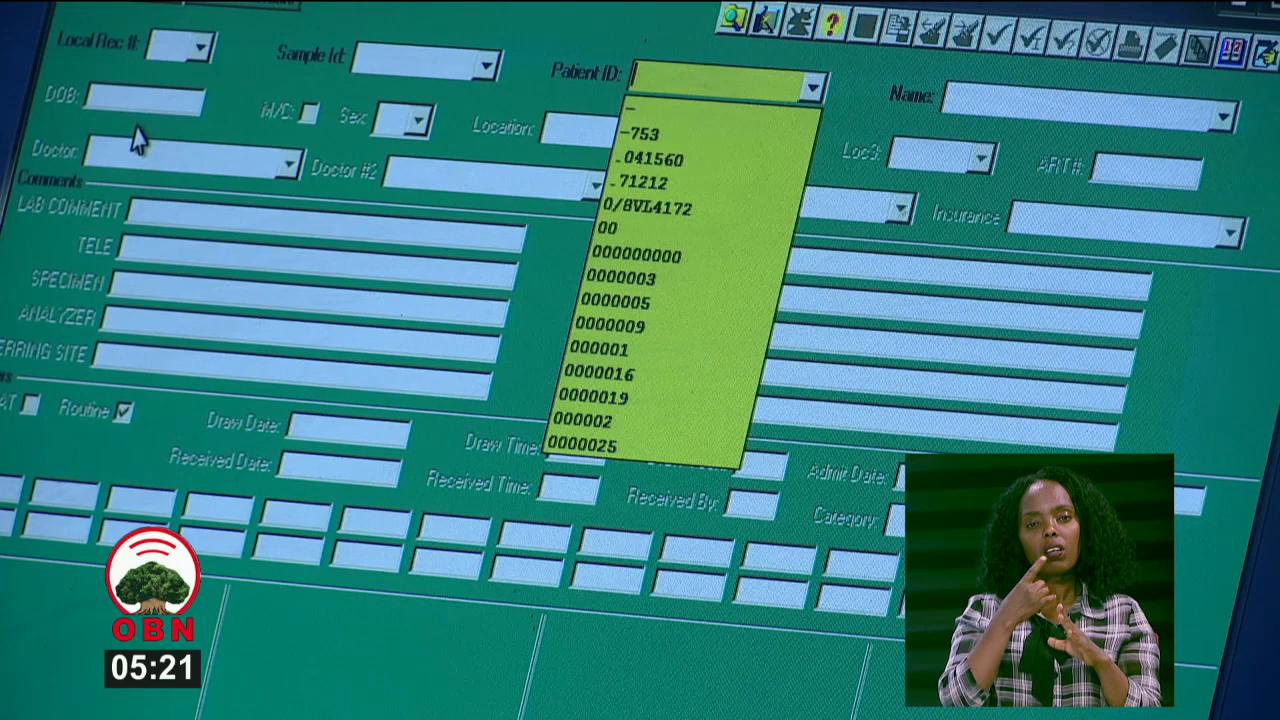 Local Rec #:
Sample Id:
Patient ID:
Name:
DOB:
M/C:
Sex:
Location:
Loc3:
ART#:
Doctor:
Doctor #2
Insurance
Comments
LAB COMMENT
TELE
SPECIMEN
ANALYZER
ERRING SITE
-
-753
.041560
.71212
0/8VL4172
00
000000000
0000003
0000005
0000009
000001
0000016
0000019
000002
0000025
AT
Routine
Draw Date:
Draw Time:
Admit Date:
Received Date:
Received Time:
Received By:
Category:
OBN
05:21